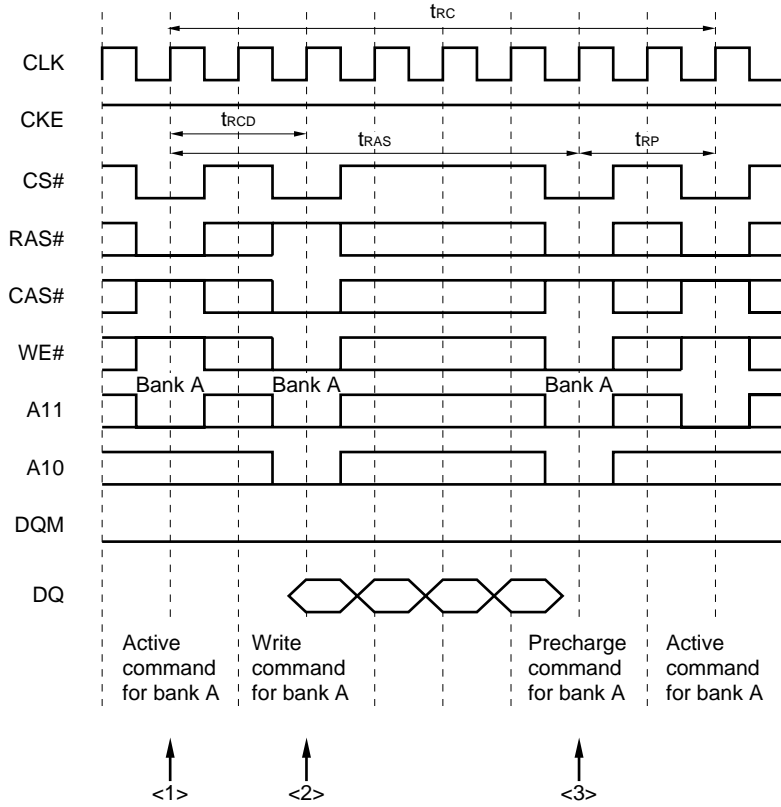 tRC
CLK
CKE
tRCD
tRAS
tRP
CS#
RAS#
CAS#
WE#
Bank A
Bank A
Bank A
A11
A10
DQM
DQ
Active
command
for bank A
Write
command
for bank A
Precharge
command
for bank A
Active
command
for bank A
<1>
<2>
<3>